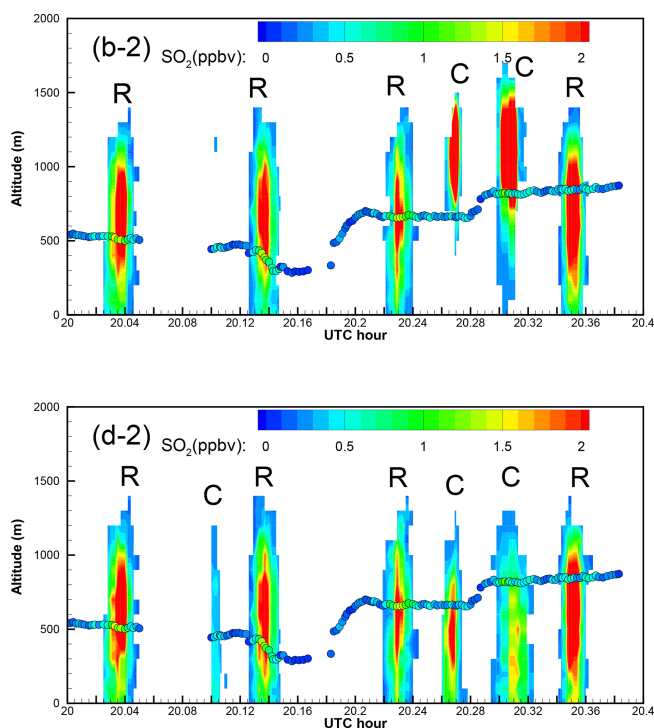 (b-2)
SO2(ppbv): 0 0.5 1 1.5 2
R R R C C R
Altitude (m)
2000
1500
1000
500
0
20 20.04 20.08 20.12 20.16 20.2 20.24 20.28 20.32 20.36 20.4
UTC hour
(d-2)
SO2(ppbv): 0 0.5 1 1.5 2
R C R R C C R
Altitude (m)
2000
1500
1000
500
0
20 20.04 20.08 20.12 20.16 20.2 20.24 20.28 20.32 20.36 20.4
UTC hour